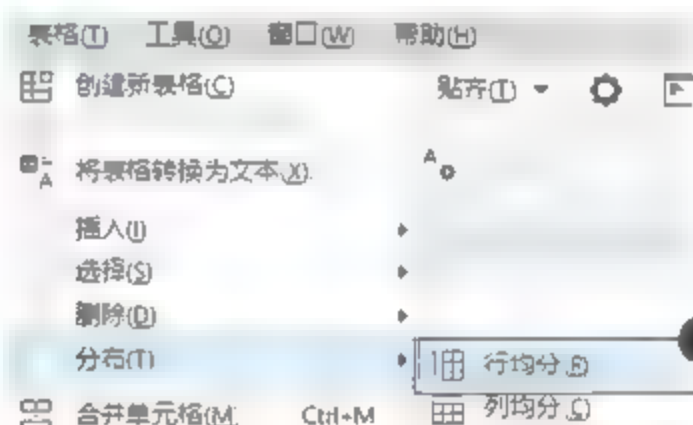 表格(T) 工具(O) 窗口(W) 帮助(H)
创建新表格(C) 贴齐(T)
将表格转换为文本(X)
插入(I)
选择(S)
删除(D)
分布(T) 行均分(R)
合并单元格(M) Ctrl+M 列均分(C)